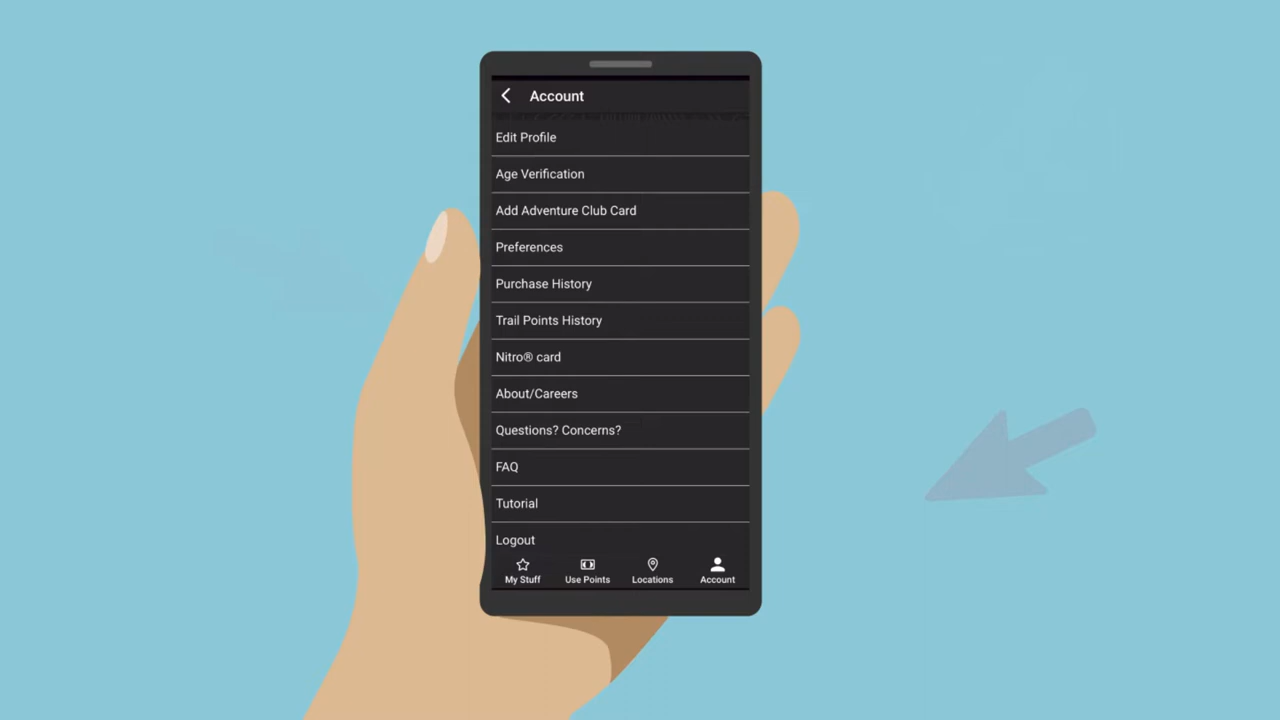 Account
Edit Profile
Age Verification
Add Adventure Club Card
Preferences
Purchase History
Trail Points History
Nitro® card
About/Careers
Questions? Concerns?
FAQ
Tutorial
Logout
My Stuff
Use Points
Locations
Account